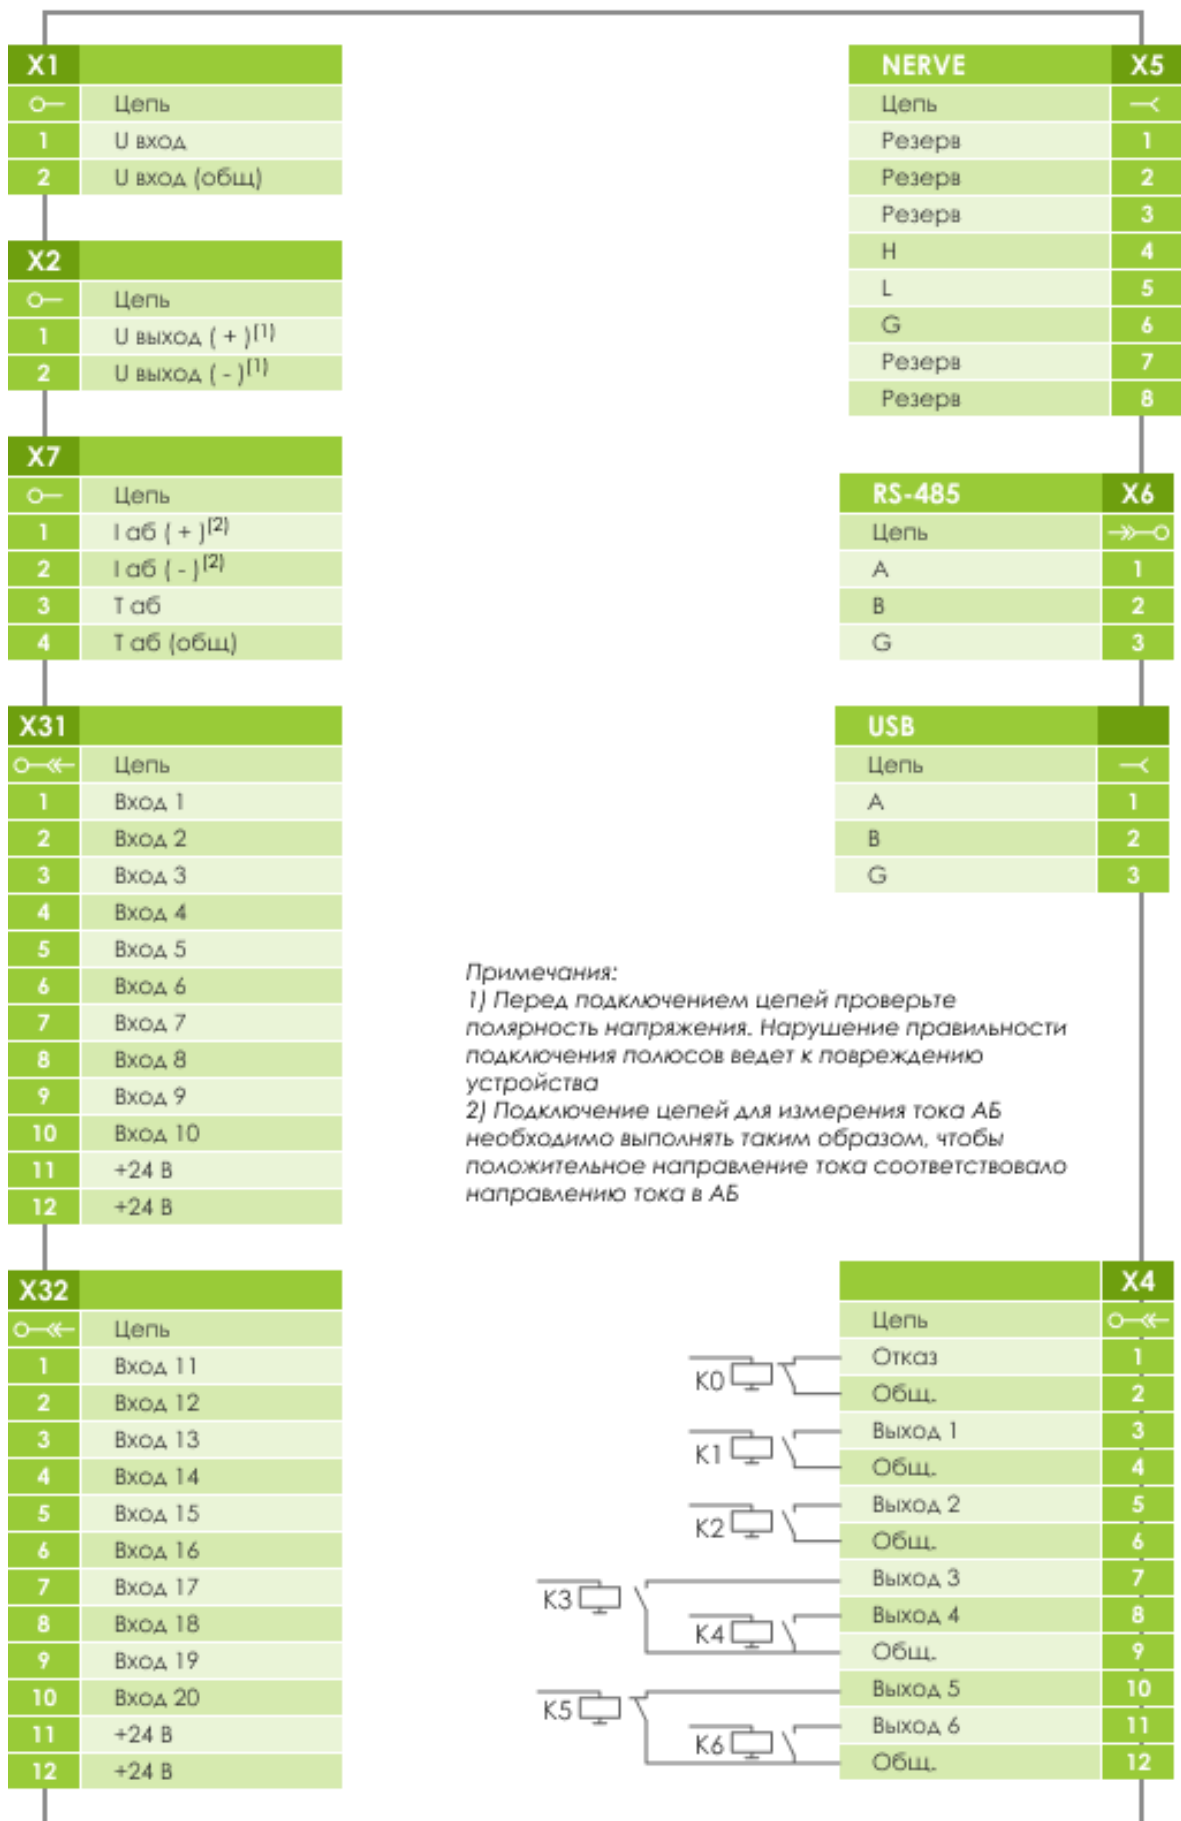 X1
Цепь
1 U вход
2 U вход (общ)
X2
Цепь
1 U выход ( + )(1)
2 U выход ( - )(1)
X7
Цепь
1 I аб ( + )(2)
2 I аб ( - )(2)
3 T аб
4 T аб (общ)
X31
Цепь
1 Вход 1
2 Вход 2
3 Вход 3
4 Вход 4
5 Вход 5
6 Вход 6
7 Вход 7
8 Вход 8
9 Вход 9
10 Вход 10
11 +24 В
12 +24 В
X32
Цепь
1 Вход 11
2 Вход 12
3 Вход 13
4 Вход 14
5 Вход 15
6 Вход 16
7 Вход 17
8 Вход 18
9 Вход 19
10 Вход 20
11 +24 В
12 +24 В
NERVE X5
Цепь
Резерв 1
Резерв 2
Резерв 3
H 4
L 5
G 6
Резерв 7
Резерв 8
RS-485 X6
Цепь
A 1
B 2
G 3
USB
Цепь
A 1
B 2
G 3
Примечания:
1) Перед подключением цепей проверьте
полярность напряжения. Нарушение правильности
подключения полюсов ведет к повреждению
устройства
2) Подключение цепей для измерения тока АБ
необходимо выполнять таким образом, чтобы
положительное направление тока соответствовало
направлению тока в АБ
X4
Цепь
Отказ 1
K0
Общ. 2
Выход 1 3
K1
Общ. 4
Выход 2 5
K2
Общ. 6
Выход 3 7
K3
Выход 4 8
K4
Общ. 9
Выход 5 10
K5
Выход 6 11
K6
Общ. 12